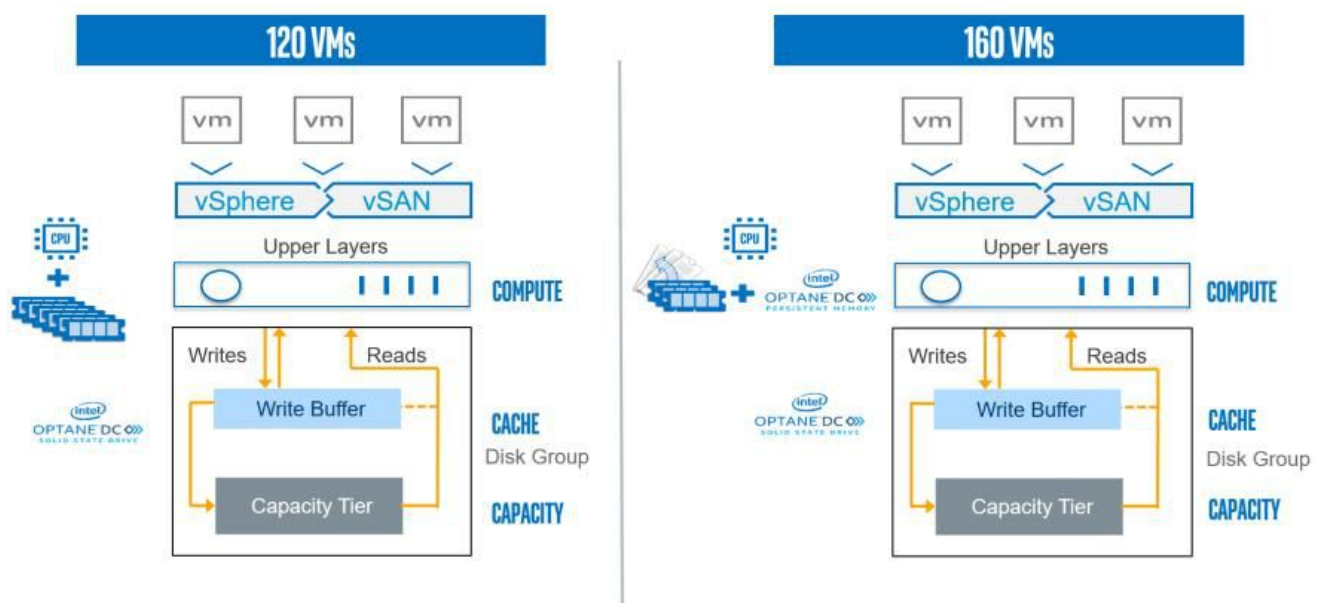 120 VMs
vm vm vm
vSphere vSAN
CPU
Upper Layers
COMPUTE
Writes Reads
Write Buffer
intel
OPTANE DC
SOLID STATE DRIVE
CACHE
Disk Group
Capacity Tier
CAPACITY
160 VMs
vm vm vm
vSphere vSAN
CPU
Upper Layers
intel
OPTANE DC
PERSISTENT MEMORY
COMPUTE
Writes Reads
Write Buffer
intel
OPTANE DC
SOLID STATE DRIVE
CACHE
Disk Group
Capacity Tier
CAPACITY